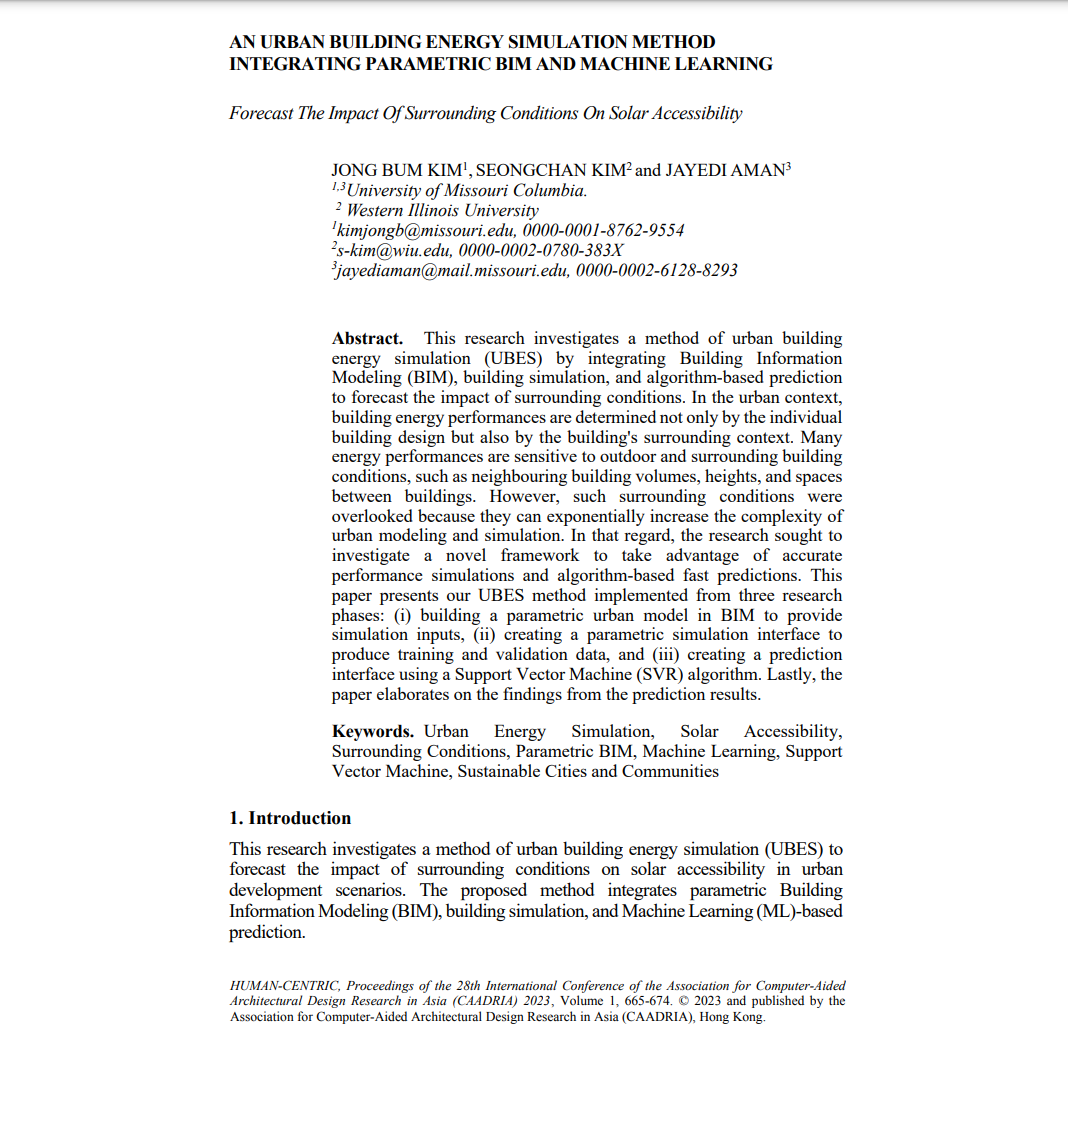 AN URBAN BUILDING ENERGY SIMULATION METHOD
INTEGRATING PARAMETRIC BIM AND MACHINE LEARNING
Forecast The Impact Of Surrounding Conditions On Solar Accessibility
JONG BUM KIM¹, SEONGCHAN KIM² and JAYEDI AMAN³
1,3 University of Missouri Columbia.
² Western Illinois University
¹kimjongb@missouri.edu, 0000-0001-8762-9554
²s-kim@wiu.edu, 0000-0002-0780-383X
³jayediaman@mail.missouri.edu, 0000-0002-6128-8293
Abstract. This research investigates a method of urban building
energy simulation (UBES) by integrating Building Information
Modeling (BIM), building simulation, and algorithm-based prediction
to forecast the impact of surrounding conditions. In the urban context,
building energy performances are determined not only by the individual
building design but also by the building's surrounding context. Many
energy performances are sensitive to outdoor and surrounding building
conditions, such as neighbouring building volumes, heights, and spaces
between buildings. However, such surrounding conditions were
overlooked because they can exponentially increase the complexity of
urban modeling and simulation. In that regard, the research sought to
investigate a novel framework to take advantage of accurate
performance simulations and algorithm-based fast predictions. This
paper presents our UBES method implemented from three research
phases: (i) building a parametric urban model in BIM to provide
simulation inputs, (ii) creating a parametric simulation interface to
produce training and validation data, and (iii) creating a prediction
interface using a Support Vector Machine (SVR) algorithm. Lastly, the
paper elaborates on the findings from the prediction results.
Keywords. Urban Energy Simulation, Solar Accessibility,
Surrounding Conditions, Parametric BIM, Machine Learning, Support
Vector Machine, Sustainable Cities and Communities
1. Introduction
This research investigates a method of urban building energy simulation (UBES) to
forecast the impact of surrounding conditions on solar accessibility in urban
development scenarios. The proposed method integrates parametric Building
Information Modeling (BIM), building simulation, and Machine Learning (ML)-based
prediction.
HUMAN-CENTRIC, Proceedings of the 28th International Conference of the Association for Computer-Aided
Architectural Design Research in Asia (CAADRIA) 2023, Volume 1, 665-674. © 2023 and published by the
Association for Computer-Aided Architectural Design Research in Asia (CAADRIA), Hong Kong.